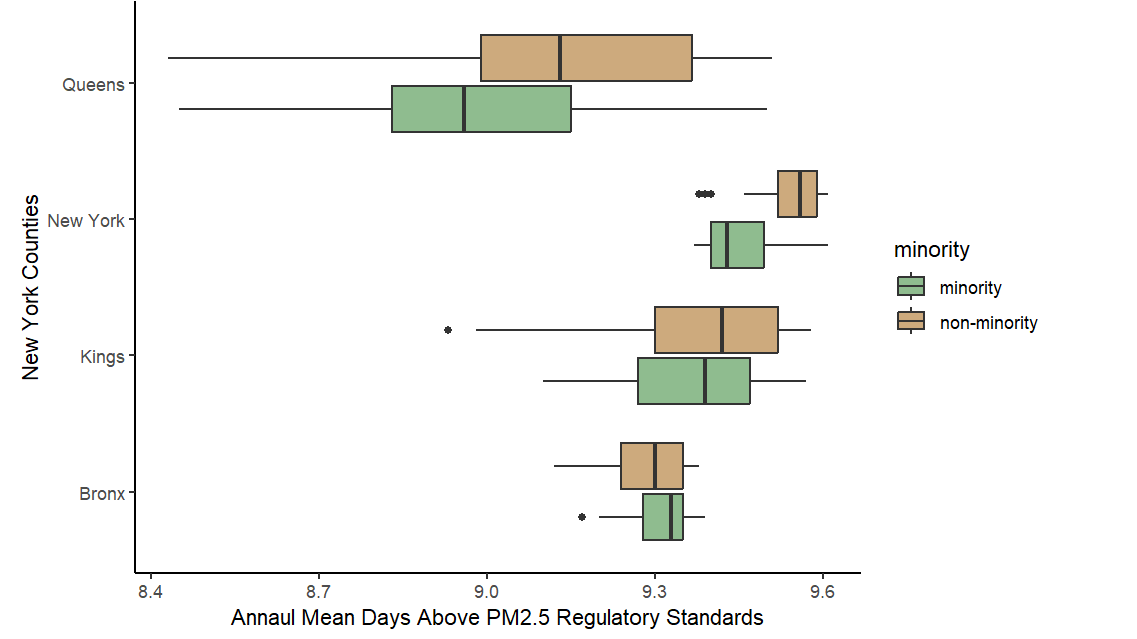 New York Counties
Queens
New York
Kings
Bronx
8.4 8.7 9.0 9.3 9.6
Annaul Mean Days Above PM2.5 Regulatory Standards
minority
minority
non-minority